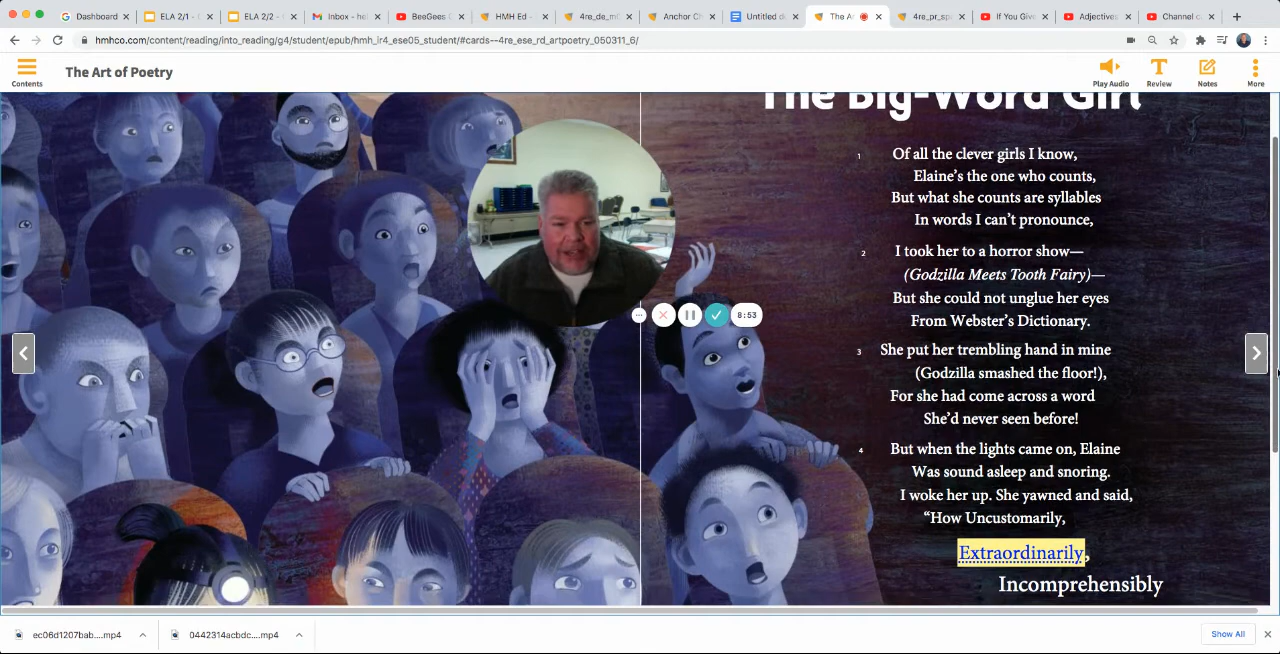 Dashboard
ELA 2/1 -
ELA 2/2 -
Inbox - 
BeeGees
HMH Ed -
4re_de_m
Anchor Ch
Untitled d
The A
4re_pr_sp
If You Give
Adjectives
Channel c
hmhco.com/content/reading/into_reading/g4/student/epub/hmh_ir4_ese05_student/#cards--4re_ese_rd_artpoetry_050311_6/
Contents
The Art of Poetry
Play Audio
Review
Notes
More
The Big-Word Girl
1 Of all the clever girls I know,
Elaine's the one who counts,
But what she counts are syllables
In words I can't pronounce,
2 I took her to a horror show—
(Godzilla Meets Tooth Fairy)—
But she could not unglue her eyes
From Webster's Dictionary.
3 She put her trembling hand in mine
(Godzilla smashed the floor!),
For she had come across a word
She'd never seen before!
4 But when the lights came on, Elaine
Was sound asleep and snoring.
I woke her up. She yawned and said,
“How Uncustomarily,
Extraordinarily,
Incomprehensibly
8:53
ec06d1207bab....mp4
0442314acbdc....mp4
Show All